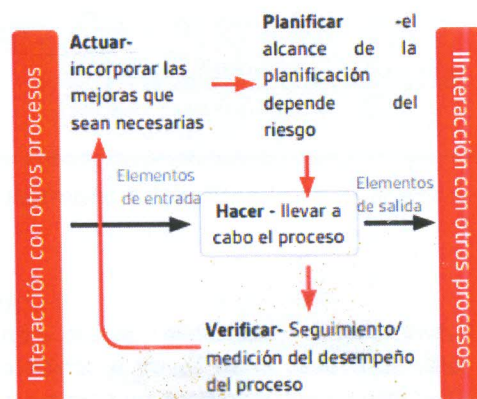 Interacción con otros procesos
Actuar-
incorporar las
mejoras que
sean necesarias
Planificar -el
alcance de la
planificación
depende del
riesgo
IInteracción con otros procesos
Elementos
de entrada
Hacer - llevar a
cabo el proceso
Elementos
de salida
Verificar- Seguimiento/
medición del desempeño
del proceso